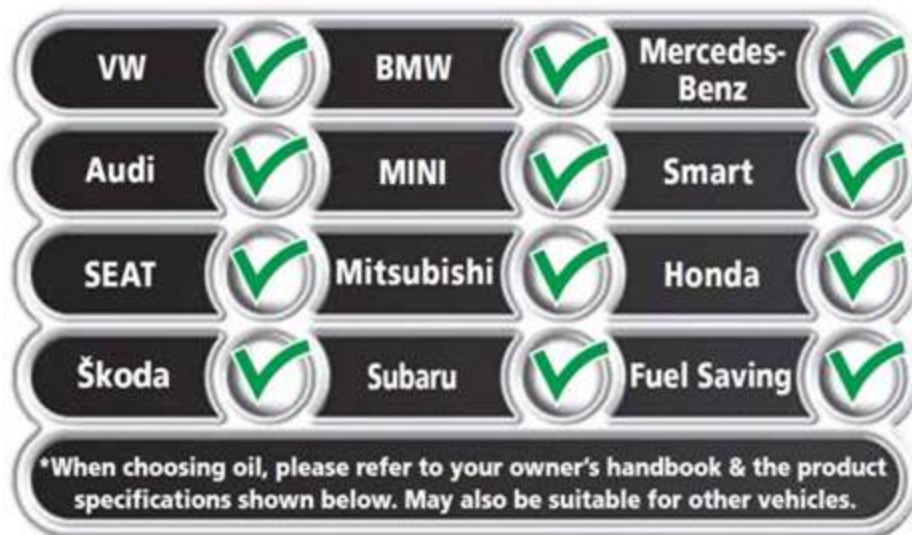 VW
BMW
Mercedes-
Benz
Audi
MINI
Smart
SEAT
Mitsubishi
Honda
Škoda
Subaru
Fuel Saving
*When choosing oil, please refer to your owner's handbook & the product
specifications shown below. May also be suitable for other vehicles.